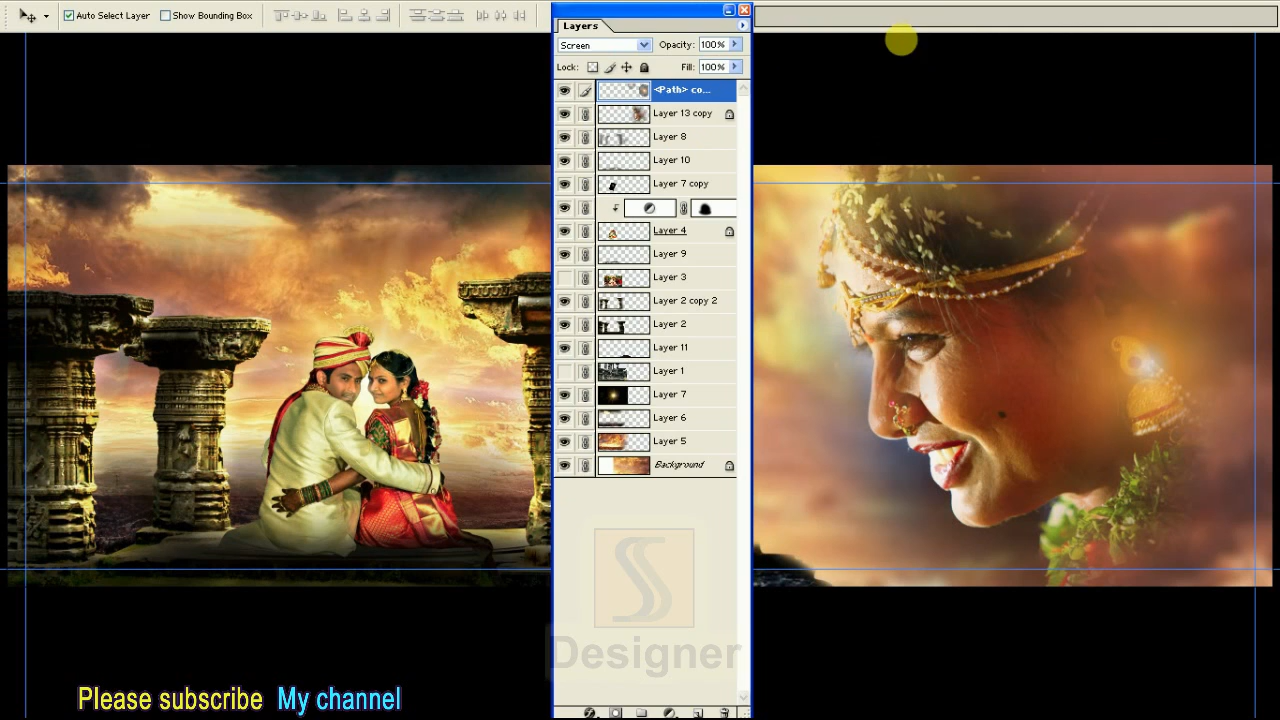 Auto Select Layer
Show Bounding Box
Layers
Screen
Opacity: 100%
Lock:
Fill: 100%
<Path> co...
Layer 13 copy
Layer 8
Layer 10
Layer 7 copy
Layer 4
Layer 9
Layer 3
Layer 2 copy 2
Layer 2
Layer 11
Layer 1
Layer 7
Layer 6
Layer 5
Background
SS
Designer
Please subscribe My channel